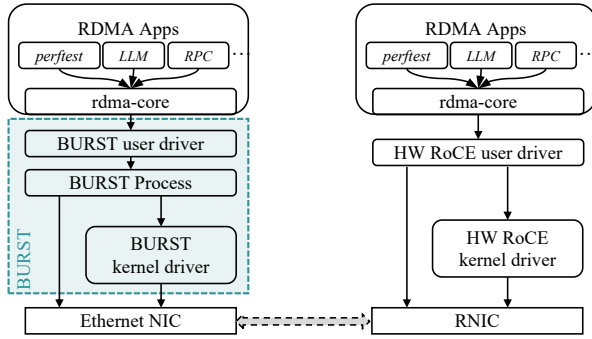 RDMA Apps
perftest LLM RPC ...
rdma-core
BURST user driver
BURST Process
BURST
kernel driver
BURST
Ethernet NIC
RDMA Apps
perftest LLM RPC ...
rdma-core
HW RoCE user driver
HW RoCE
kernel driver
RNIC